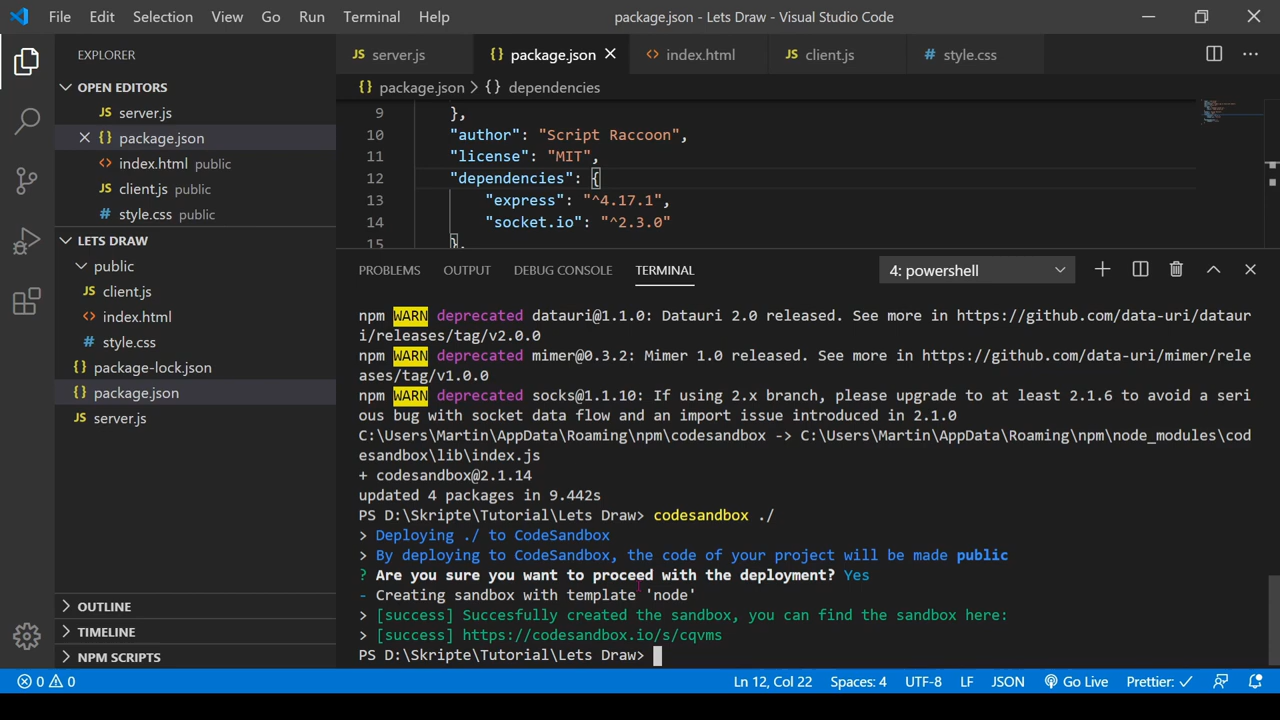 File Edit Selection View Go Run Terminal Help package.json - Lets Draw - Visual Studio Code
EXPLORER
OPEN EDITORS
JS server.js
{} package.json
<> index.html public
JS client.js public
# style.css public
LETS DRAW
public
JS client.js
<> index.html
# style.css
{} package-lock.json
{} package.json
JS server.js
OUTLINE
TIMELINE
NPM SCRIPTS
JS server.js {} package.json <> index.html JS client.js # style.css
{} package.json > {} dependencies
9 },
10 "author": "Script Raccoon",
11 "license": "MIT",
12 "dependencies": {
13 "express": "^4.17.1",
14 "socket.io": "^2.3.0"
15 },
PROBLEMS OUTPUT DEBUG CONSOLE TERMINAL 4: powershell
npm WARN deprecated datauri@1.1.0: Datauri 2.0 released. See more in https://github.com/data-uri/dataur
i/releases/tag/v2.0.0
npm WARN deprecated mimer@0.3.2: Mimer 1.0 released. See more in https://github.com/data-uri/mimer/rele
ases/tag/v1.0.0
npm WARN deprecated socks@1.1.10: If using 2.x branch, please upgrade to at least 2.1.6 to avoid a seri
ous bug with socket data flow and an import issue introduced in 2.1.0
C:\Users\Martin\AppData\Roaming\npm\codesandbox -> C:\Users\Martin\AppData\Roaming\npm\node_modules\cod
esandbox\lib\index.js
+ codesandbox@2.1.14
updated 4 packages in 9.442s
PS D:\Skripte\Tutorial\Lets Draw> codesandbox ./
> Deploying ./ to CodeSandbox
> By deploying to CodeSandbox, the code of your project will be made public
? Are you sure you want to proceed with the deployment? Yes
- Creating sandbox with template 'node'
> [success] Succesfully created the sandbox, you can find the sandbox here:
> [success] https://codesandbox.io/s/cqvms
PS D:\Skripte\Tutorial\Lets Draw>
0 0 Ln 12, Col 22 Spaces: 4 UTF-8 LF JSON Go Live Prettier: ✓